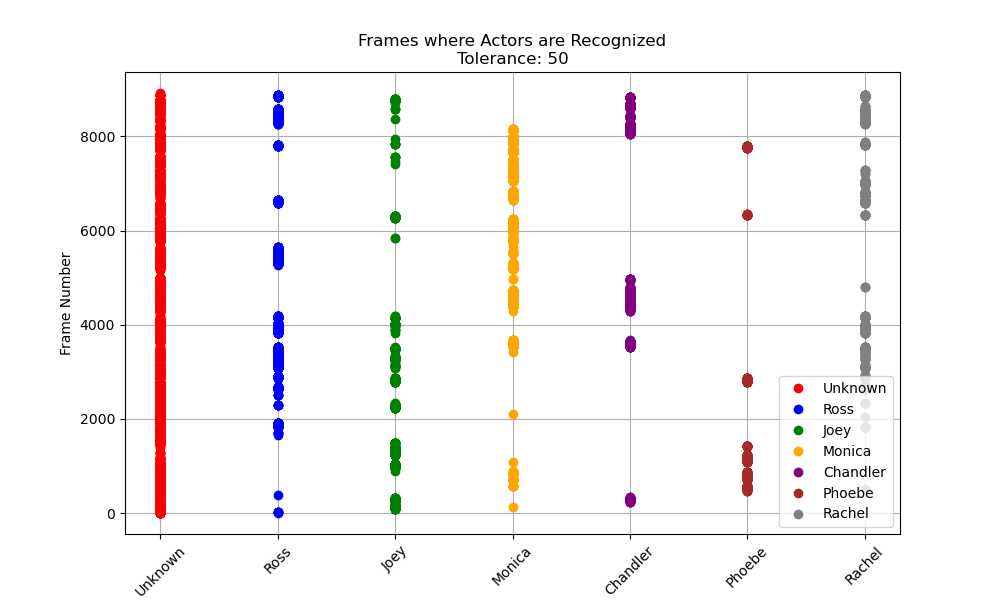 Frames where Actors are Recognized
Tolerance: 50
Frame Number
8000
6000
4000
2000
0
Unknown
Ross
Joey
Monica
Chandler
Phoebe
Rachel
Unknown
Ross
Joey
Monica
Chandler
Phoebe
Rachel